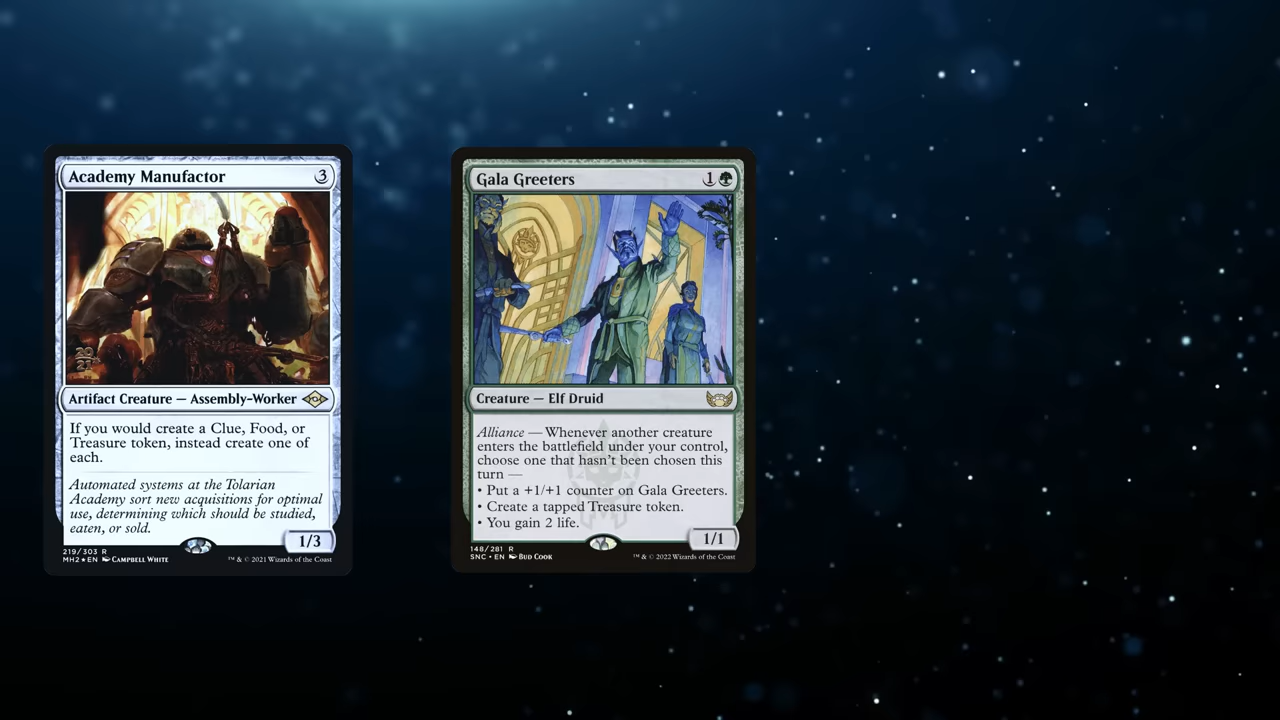 Academy Manufactor 3
20
21
Artifact Creature — Assembly-Worker
If you would create a Clue, Food, or
Treasure token, instead create one of
each.
Automated systems at the Tolarian
Academy sort new acquisitions for optimal
use, determining which should be studied,
eaten, or sold.
1/3
219/303 R
MH2 ★ EN Campbell White
™ & © 2021 Wizards of the Coast
Gala Greeters 1
Creature — Elf Druid
Alliance — Whenever another creature
enters the battlefield under your control,
choose one that hasn't been chosen this
turn —
• Put a +1/+1 counter on Gala Greeters.
• Create a tapped Treasure token.
• You gain 2 life.
1/1
148/281 R
SNC • EN Bud Cook
™ & © 2022 Wizards of the Coast